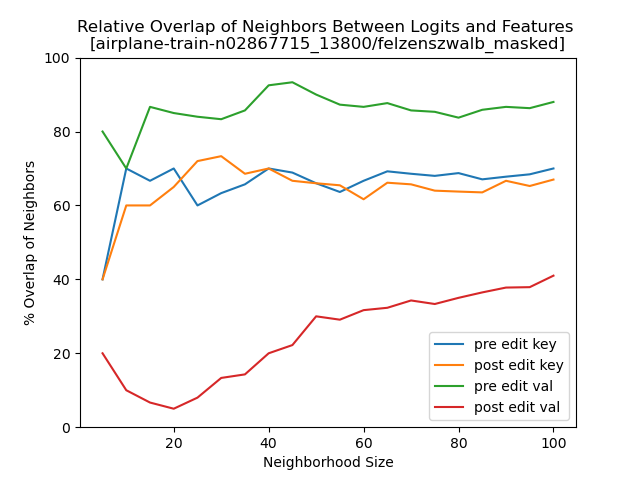 Relative Overlap of Neighbors Between Logits and Features
[airplane-train-n02867715_13800/felzenszwalb_masked]
100
80
60
40
20
0
% Overlap of Neighbors
20 40 60 80 100
Neighborhood Size
pre edit key
post edit key
pre edit val
post edit val